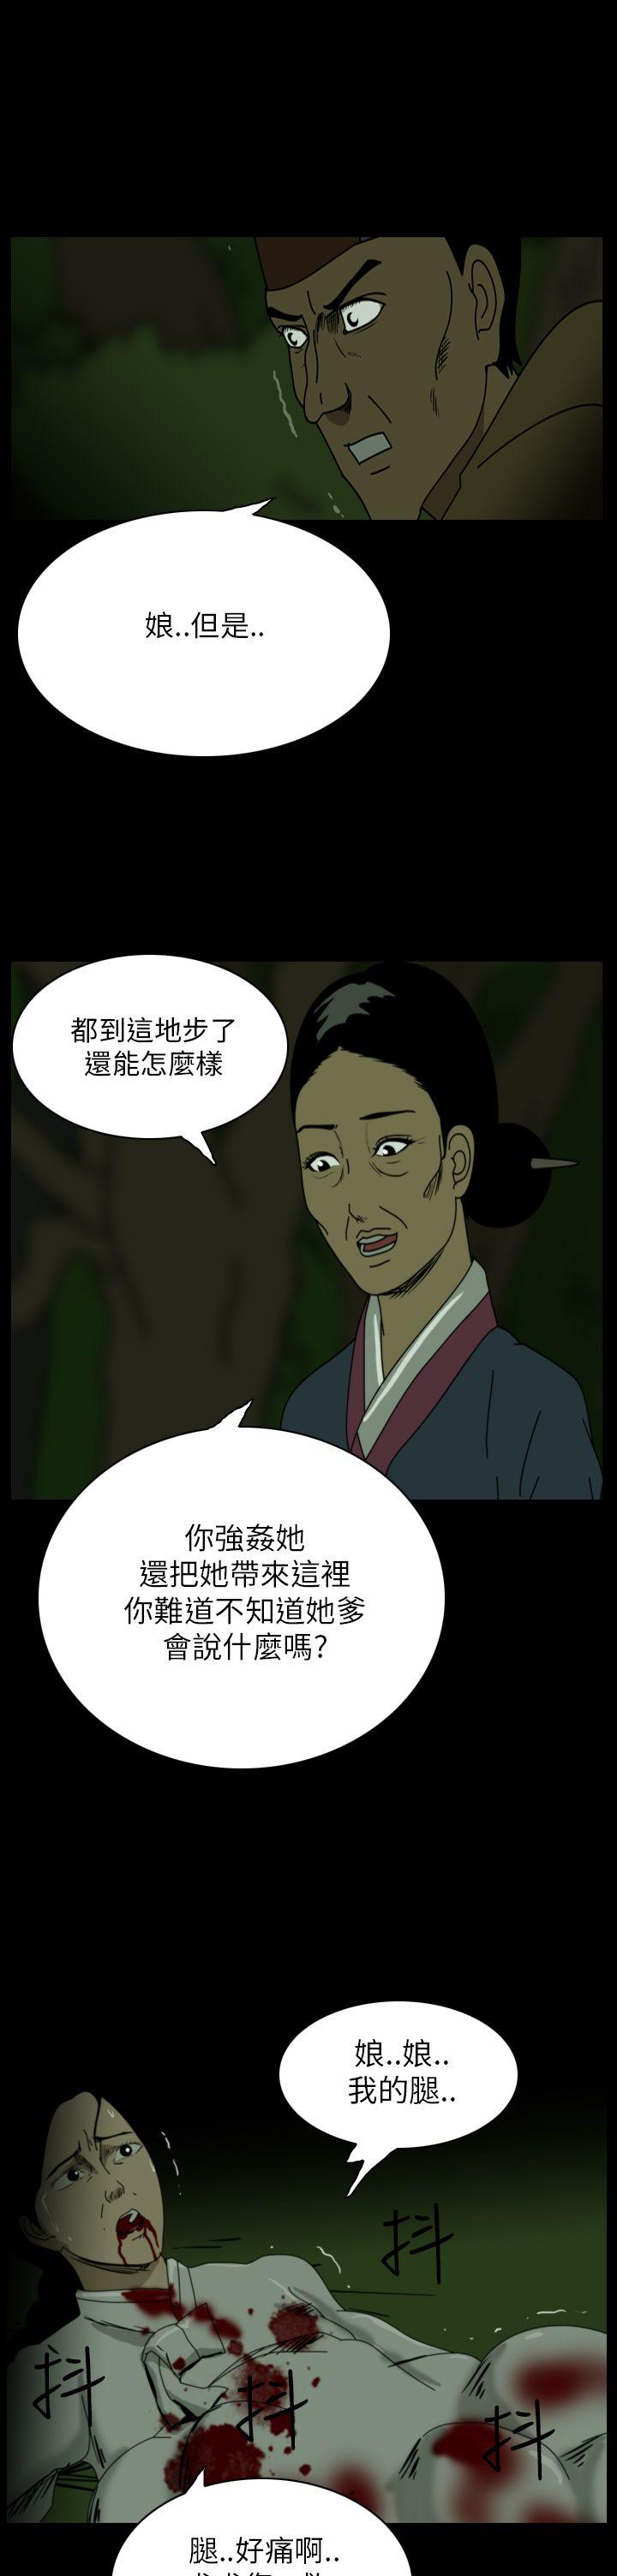 娘..但是..
都到這地步了
還能怎麼樣
你強姦她
還把她帶來這裡
你難道不知道她爹
會說什麼嗎?
娘..娘..
我的腿..
抖
抖
抖
抖
腿..好痛啊..